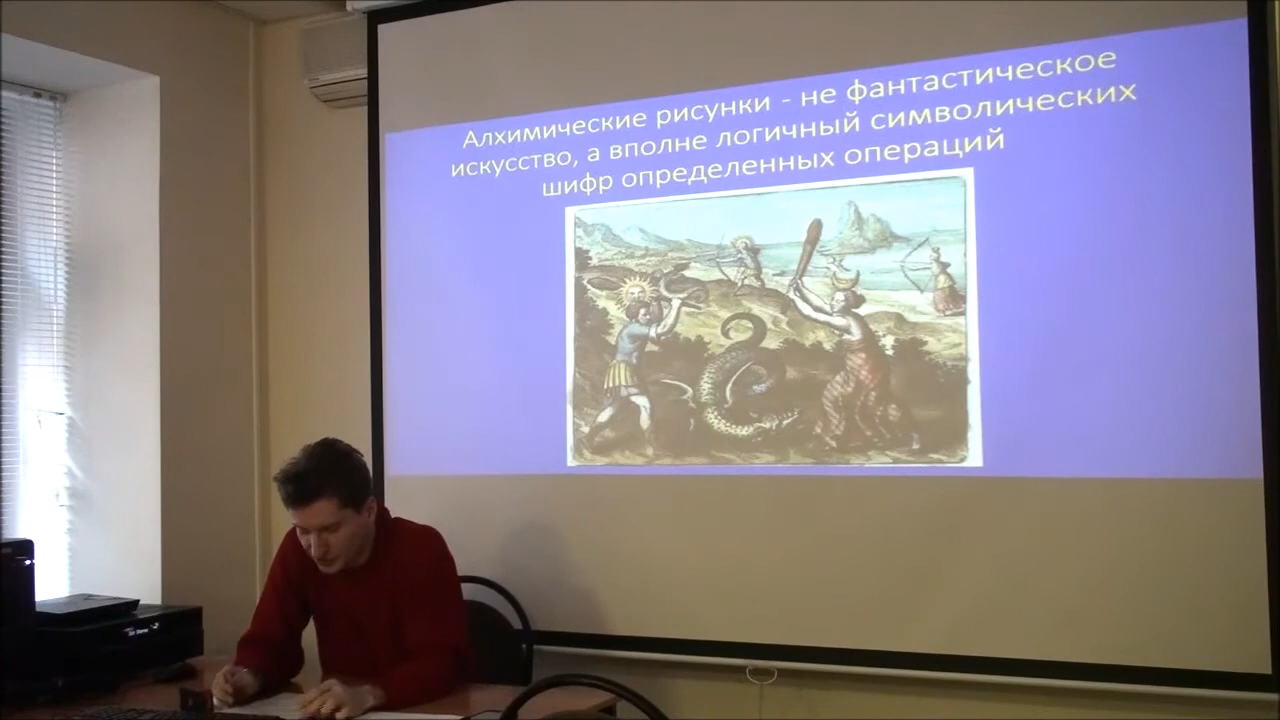 Алхимические рисунки - не фантастическое
искусство, а вполне логичный символических
шифр определенных операций